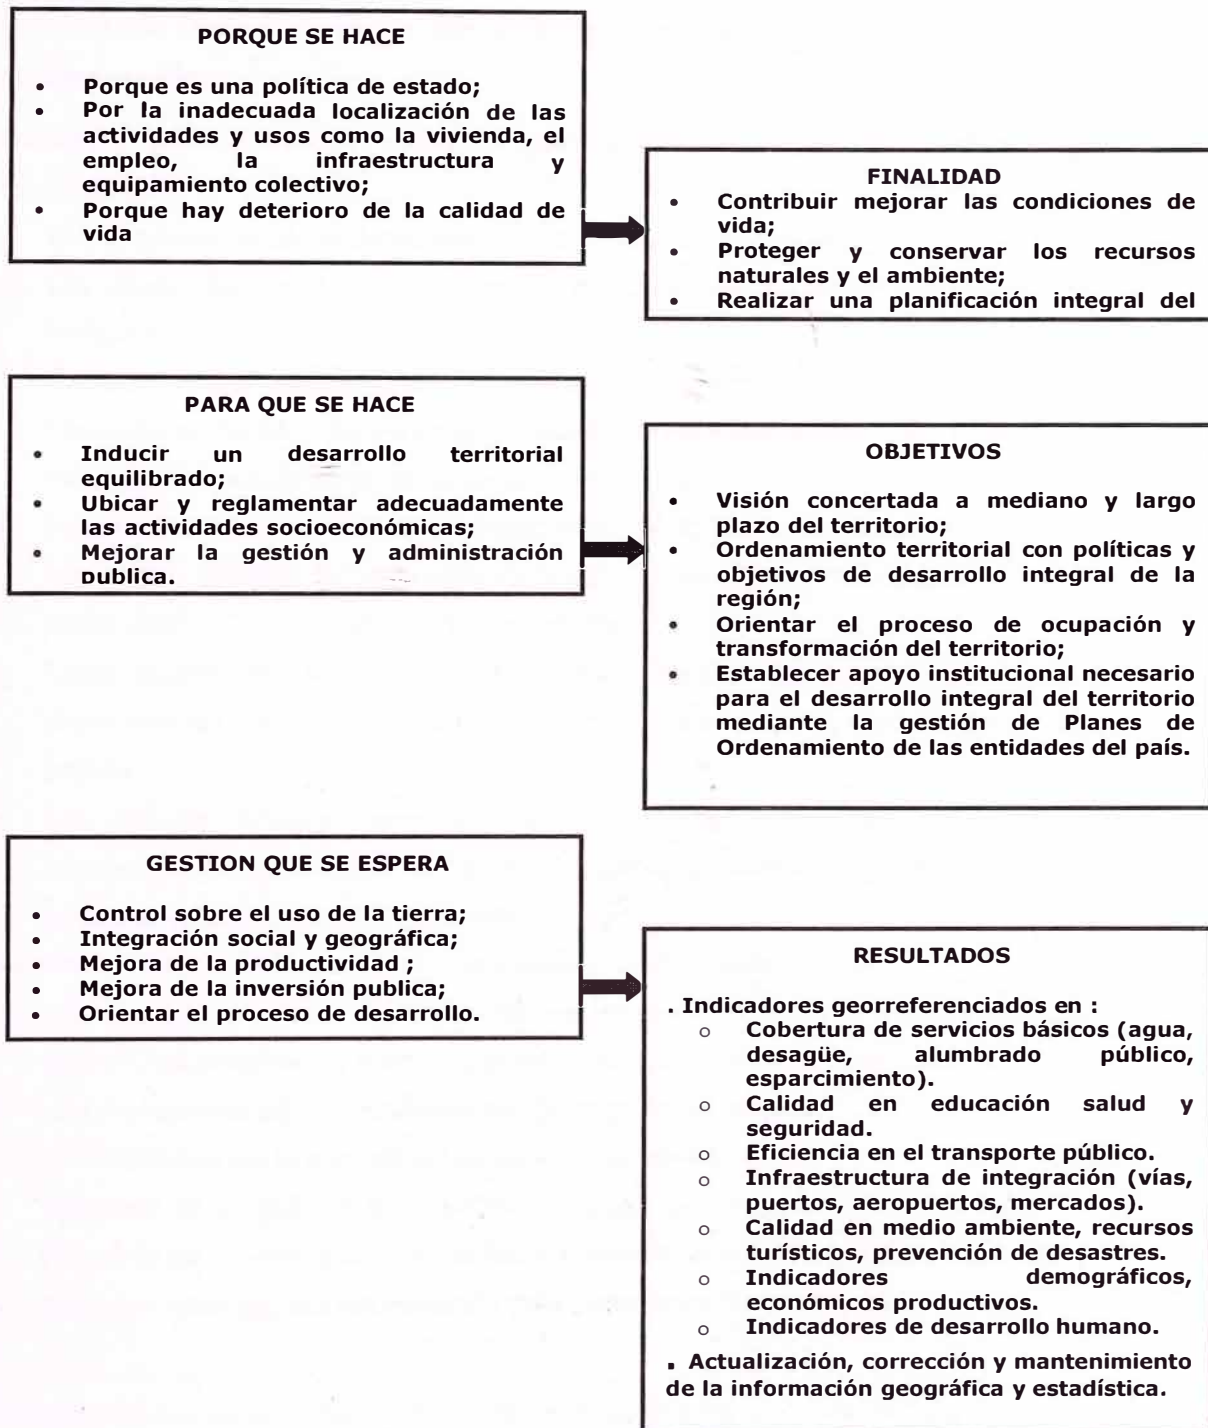 PORQUE SE HACE
• Porque es una política de estado;
• Por la inadecuada localización de las
actividades y usos como la vivienda, el
empleo, la infraestructura y
equipamiento colectivo;
• Porque hay deterioro de la calidad de
vida
FINALIDAD
• Contribuir mejorar las condiciones de
vida;
• Proteger y conservar los recursos
naturales y el ambiente;
• Realizar una planificación integral del
PARA QUE SE HACE
• Inducir un desarrollo territorial
equilibrado;
• Ubicar y reglamentar adecuadamente
las actividades socioeconómicas;
• Mejorar la gestión y administración
publica.
OBJETIVOS
• Visión concertada a mediano y largo
plazo del territorio;
• Ordenamiento territorial con políticas y
objetivos de desarrollo integral de la
región;
• Orientar el proceso de ocupación y
transformación del territorio;
• Establecer apoyo institucional necesario
para el desarrollo integral del territorio
mediante la gestión de Planes de
Ordenamiento de las entidades del país.
GESTION QUE SE ESPERA
• Control sobre el uso de la tierra;
• Integración social y geográfica;
• Mejora de la productividad ;
• Mejora de la inversión publica;
• Orientar el proceso de desarrollo.
RESULTADOS
. Indicadores georreferenciados en :
o Cobertura de servicios básicos (agua,
desagüe, alumbrado público,
esparcimiento).
o Calidad en educación salud y
seguridad.
o Eficiencia en el transporte público.
o Infraestructura de integración (vías,
puertos, aeropuertos, mercados).
o Calidad en medio ambiente, recursos
turísticos, prevención de desastres.
o Indicadores demográficos,
económicos productivos.
o Indicadores de desarrollo humano.
. Actualización, corrección y mantenimiento
de la información geográfica y estadística.